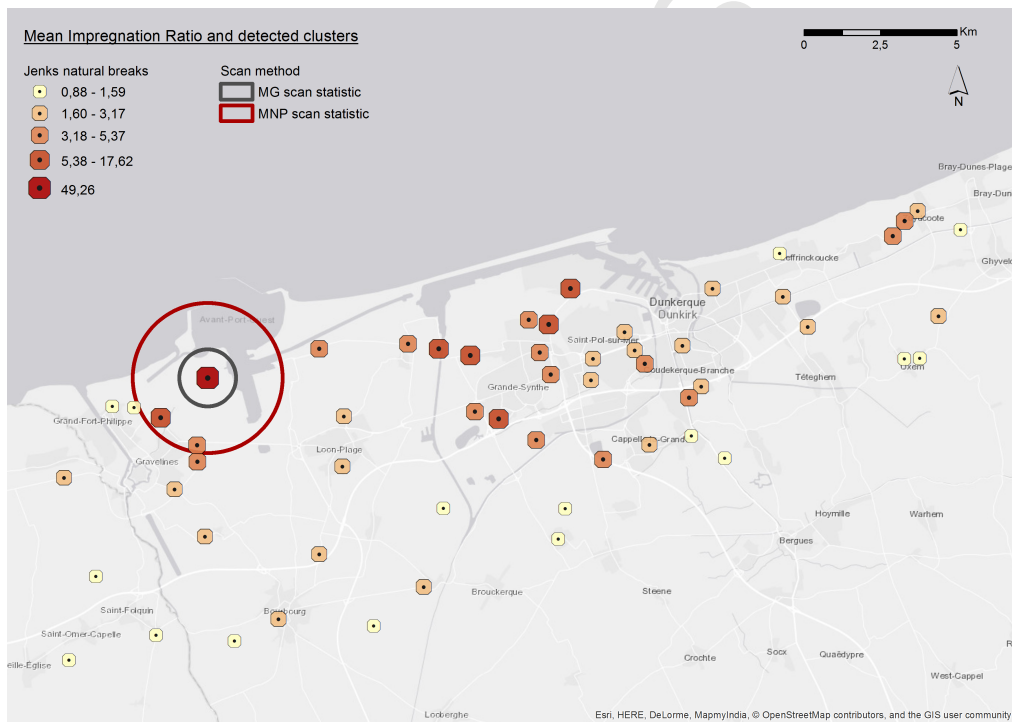 Mean Impregnation Ratio and detected clusters
Jenks natural breaks
0,88 - 1,59
1,60 - 3,17
3,18 - 5,37
5,38 - 17,62
49,26
Scan method
MG scan statistic
MNP scan statistic
Km
0 2,5 5
N
Bray-Dunes-Plage
Bray-Dun
Leffrinckoucke
Ghyveld
Avant-Port-Ouest
Dunkerque
Dunkirk
Saint-Pol-sur-Mer
Grande-Synthe
Coudekerque-Branche
Uxem
Téteghem
Grand-Fort-Philippe
Loon-Plage
Cappelle-la-Grand
Gravelines
Hoymille
Warhem
Bergues
Brouckerque
Steene
Saint-Folquin
Bourbourg
Saint-Omer-Capelle
eille-Église
Crochte
Socx
Quaëdypre
R
West-Cappel
Looberghe
Esri, HERE, DeLorme, MapmyIndia, © OpenStreetMap contributors, and the GIS user community